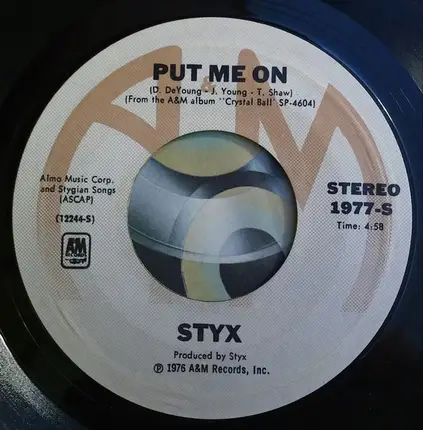 PUT ME ON
(D. DeYoung - J. Young - T. Shaw)
(From the A&M album "Crystal Ball' SP-4604)
Almo Music Corp.
and Stygian Songs
(ASCAP)
(12244-S)
STEREO
1977-S
Time: 4:58
A&M
STYX
Produced by Styx
℗ 1976 A&M Records, Inc.